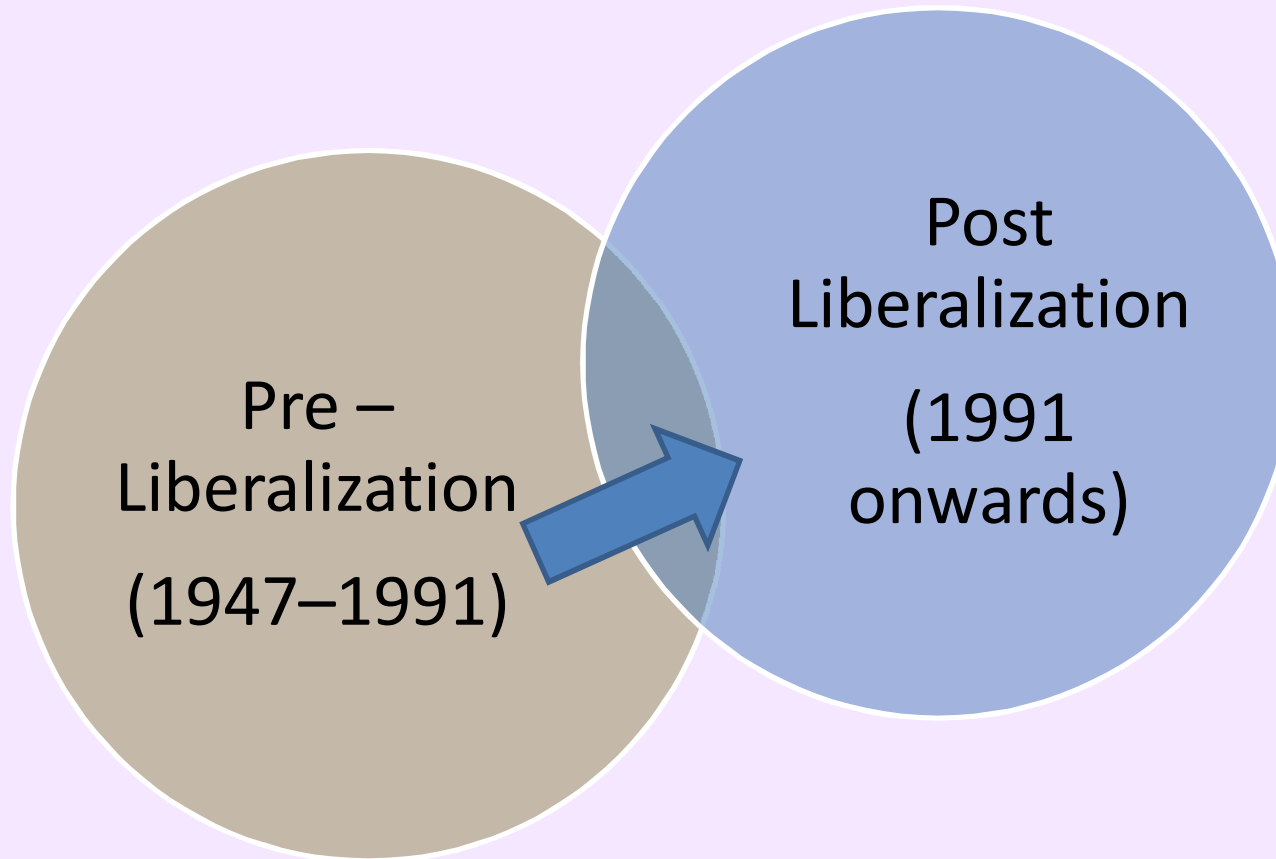 Pre –
Liberalization
(1947–1991)
Post
Liberalization
(1991
onwards)